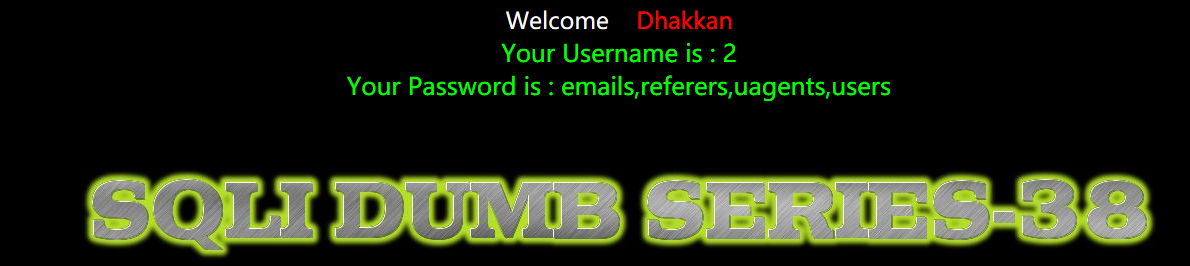 Welcome Dhakkan
Your Username is : 2
Your Password is : emails,referers,uagents,users
SQLI DUMB SERIES-38